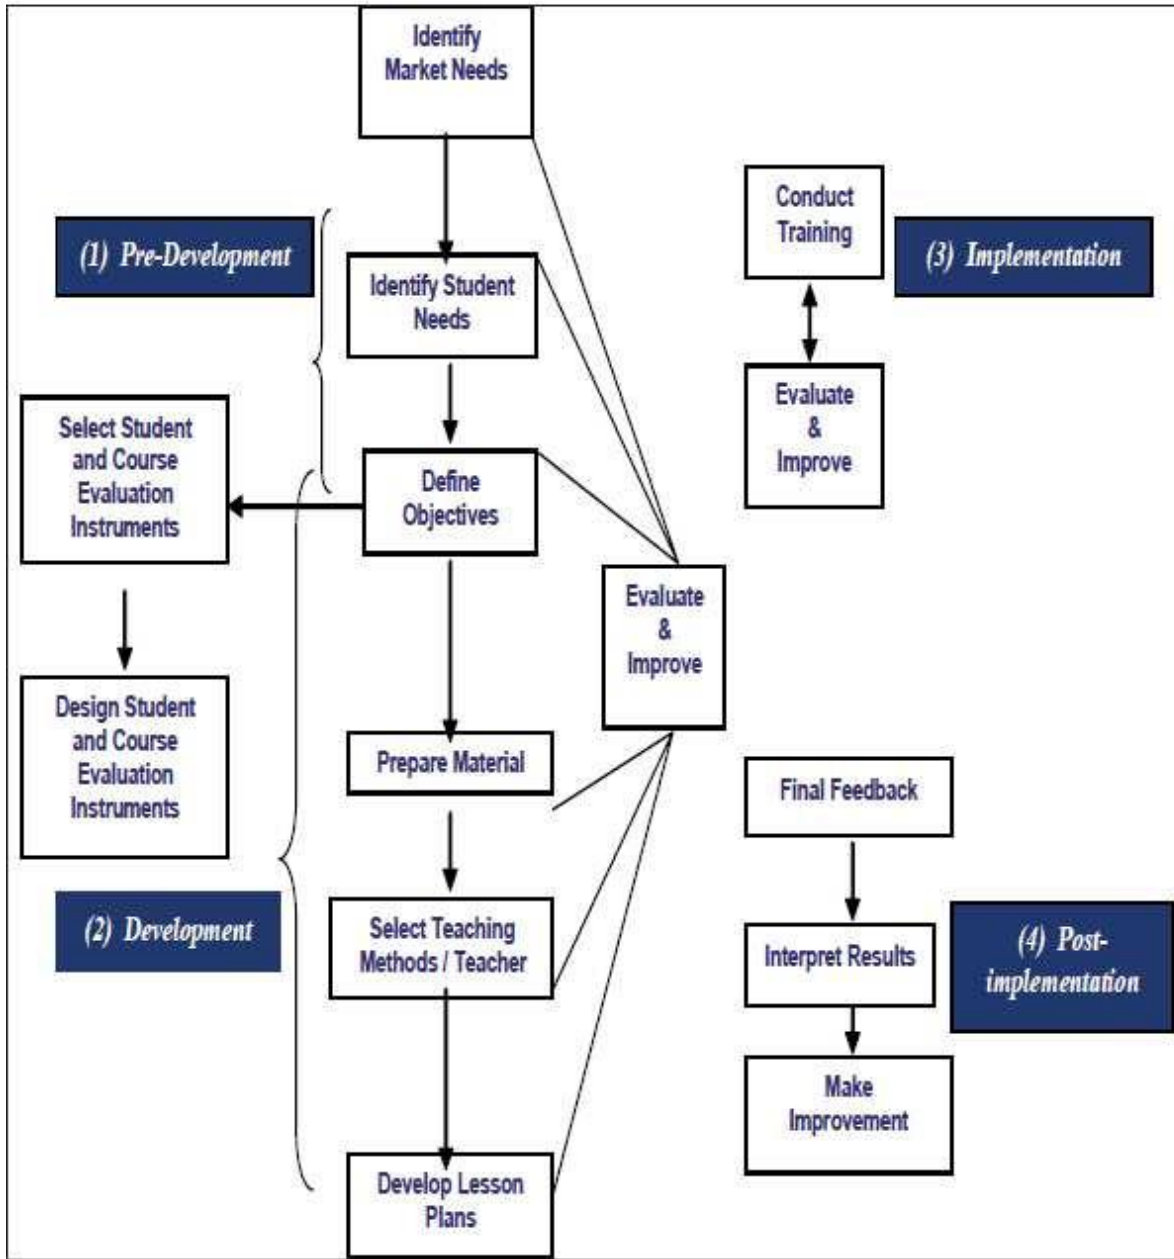 Identify
Market Needs
(1) Pre-Development
Identify Student
Needs
Select Student
and Course
Evaluation
Instruments
Define
Objectives
Design Student
and Course
Evaluation
Instruments
Prepare Material
(2) Development
Select Teaching
Methods / Teacher
Develop Lesson
Plans
Evaluate
&
Improve
Conduct
Training
(3) Implementation
Evaluate
&
Improve
Final Feedback
Interpret Results
(4) Post-
implementation
Make
Improvement